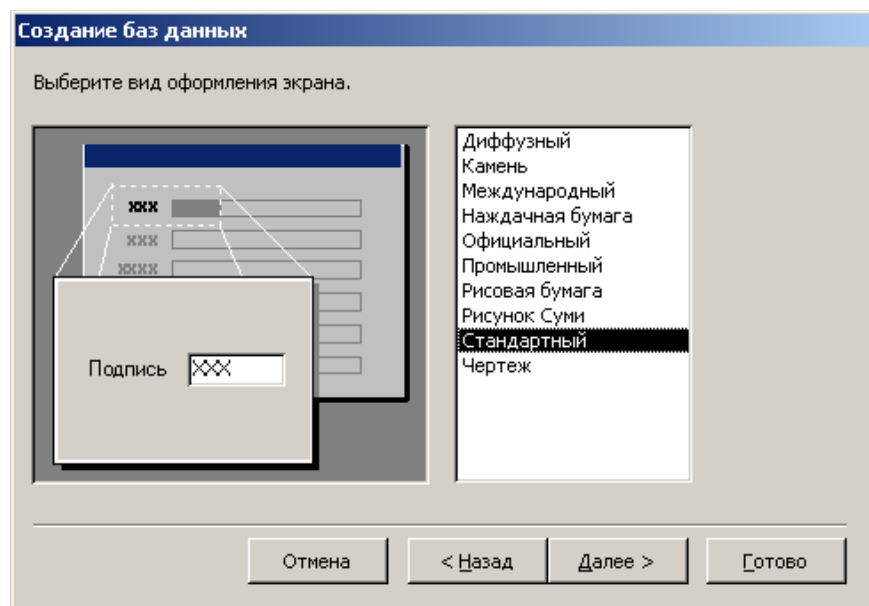 Создание баз данных
Выберите вид оформления экрана.
xxx
xxx
xxxx
Подпись XXX
Диффузный
Камень
Международный
Наждачная бумага
Официальный
Промышленный
Рисовая бумага
Рисунок Суми
Стандартный
Чертеж
Отмена < Назад Далее > Готово